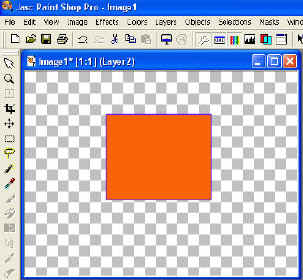 Jasc Paint Shop Pro - Image1
File Edit View Image Effects Colors Layers Objects Selections Masks Window
Image1* [1:1] (Layer2)